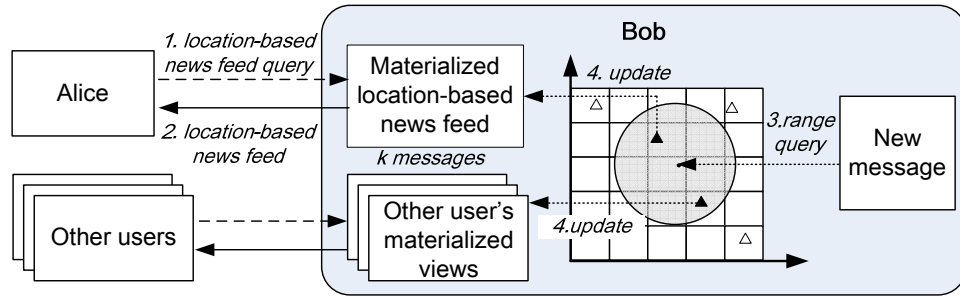 Bob
1. location-based
news feed query
Alice
Materialized
location-based
news feed
4. update
2. location-based
news feed
3.range
query
New
message
k messages
Other users
Other user's
materialized
views
4.update